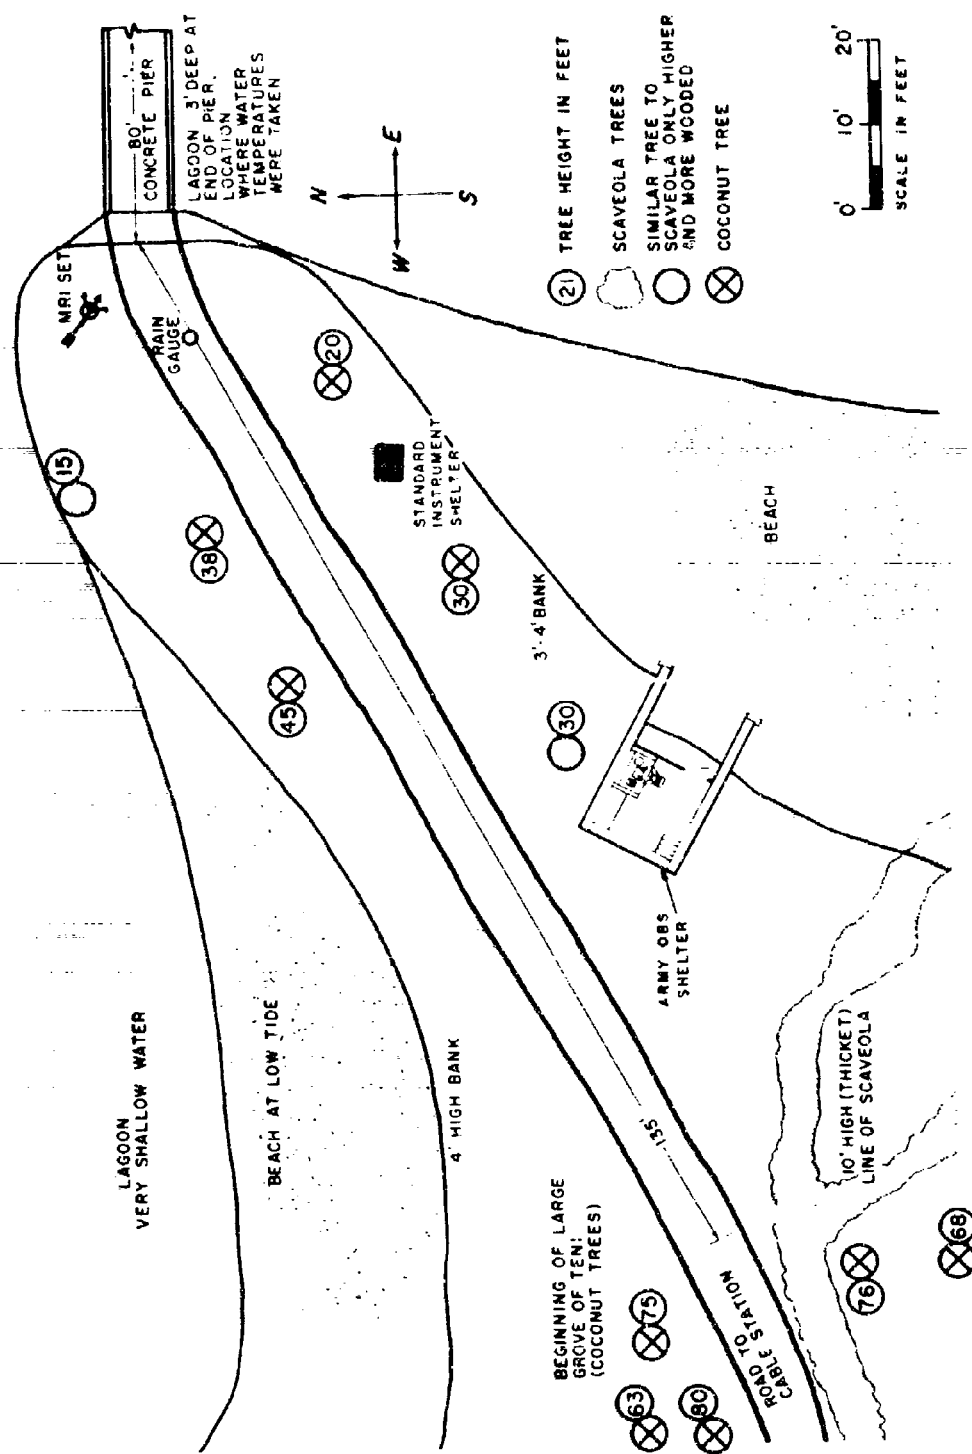 80'
CONCRETE PIER
LAGOON 3' DEEP AT
END OF PIER.
LOCATION
WHERE WATER
TEMPERATURES
WERE TAKEN
MRI SET
RAIN
GAUGE
N
W
E
S
15
38
45
20
STANDARD
INSTRUMENT
SHELTER
30
3'-4' BANK
30
BEACH
21 TREE HEIGHT IN FEET
SCAVEOLA TREES
SIMILAR TREE TO
SCAVEOLA ONLY HIGHER
AND MORE WOODED
COCONUT TREE
0' 10' 20'
SCALE IN FEET
LAGOON
VERY SHALLOW WATER
BEACH AT LOW TIDE
4' HIGH BANK
ARMY OBS
SHELTER
135'
10' HIGH (THICKET)
LINE OF SCAVEOLA
BEGINNING OF LARGE
GROVE OF TEN:
(COCONUT TREES)
75
63
80
ROAD TO
CABLE STATION
76
68